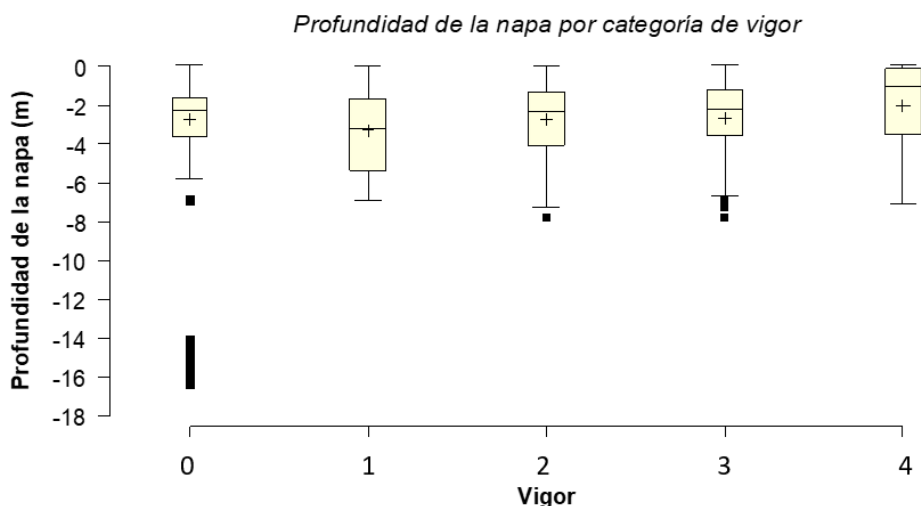 Profundidad de la napa por categoría de vigor
Profundidad de la napa (m)
0
-2
-4
-6
-8
-10
-12
-14
-16
-18
0 1 2 3 4
Vigor